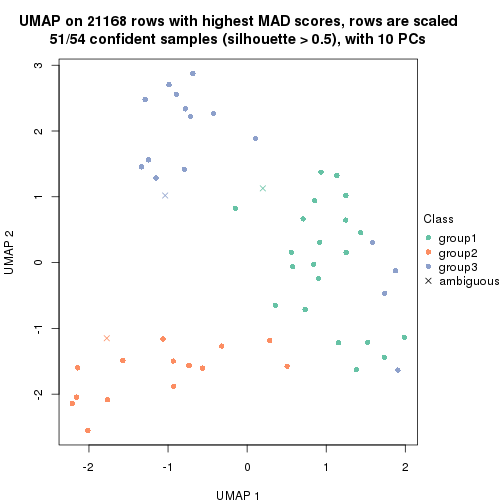 UMAP on 21168 rows with highest MAD scores, rows are scaled
51/54 confident samples (silhouette > 0.5), with 10 PCs
3
2
1
0
-1
-2
UMAP 2
-2
-1
0
1
2
UMAP 1
Class
group1
group2
group3
ambiguous